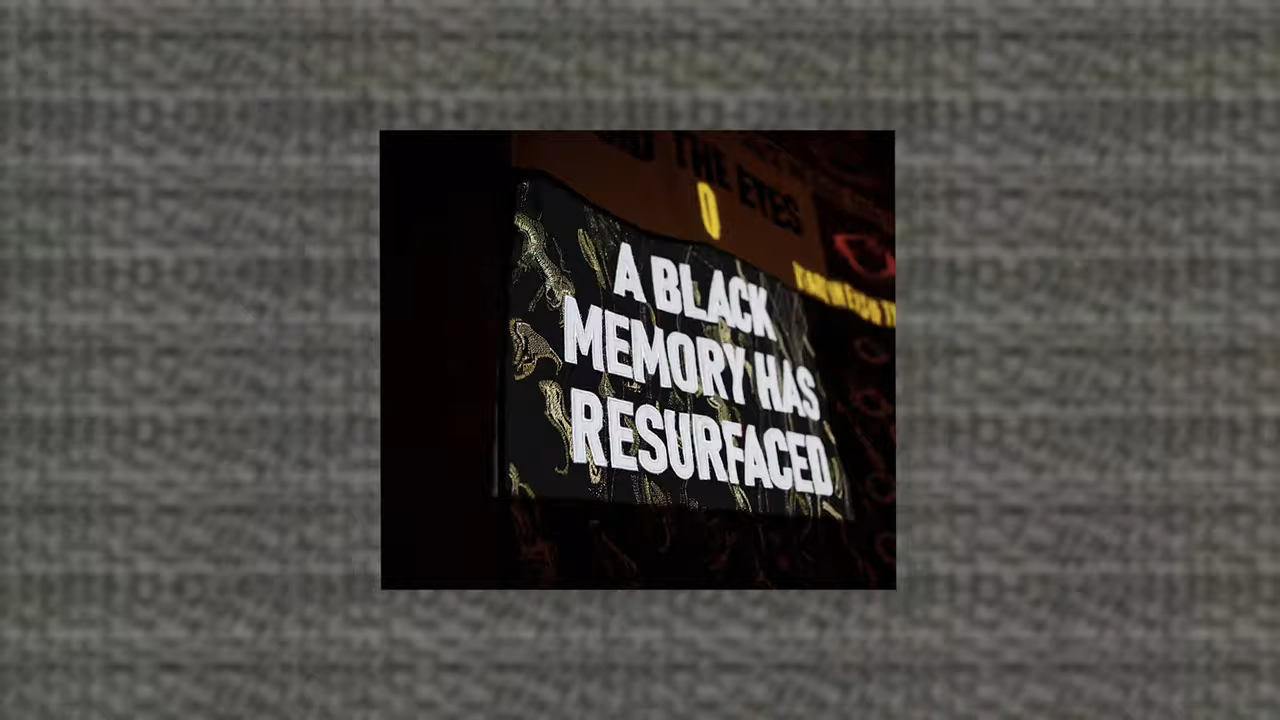 THE EYES
0
A BLACK
MEMORY HAS
RESURFACED